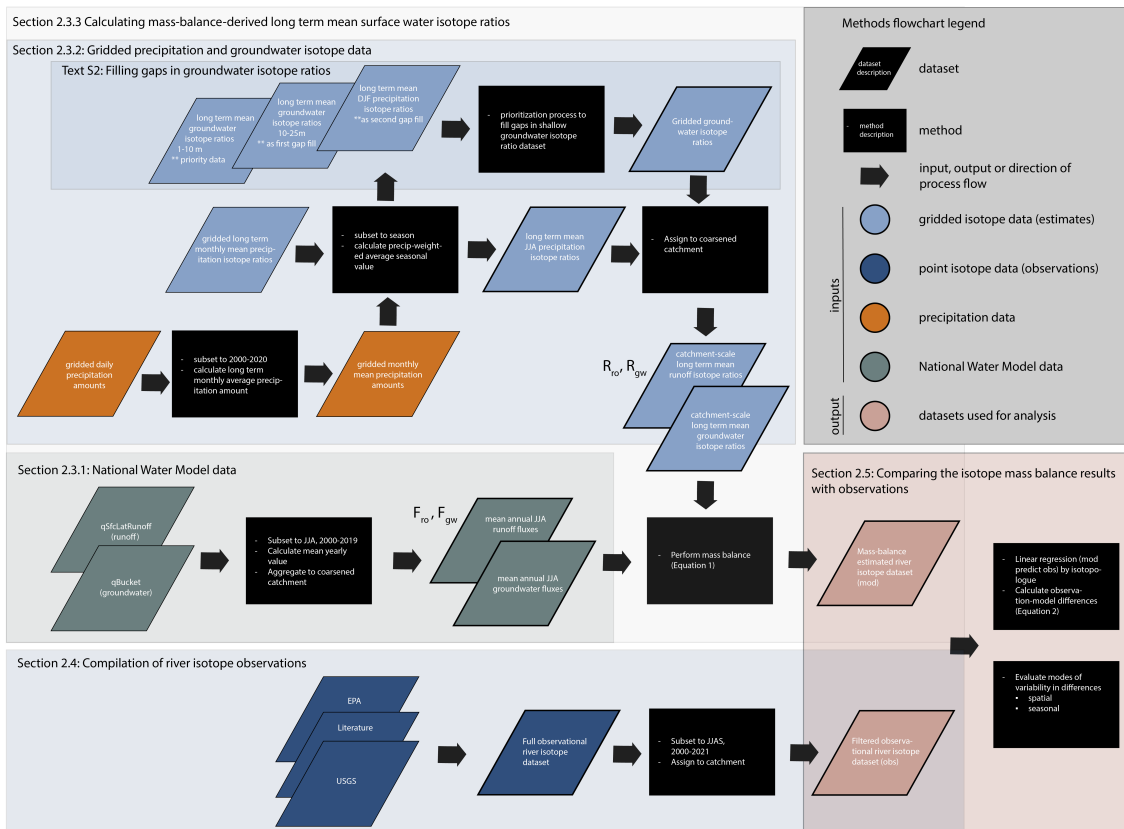 Section 2.3.3 Calculating mass-balance-derived long term mean surface water isotope ratios
Section 2.3.2: Gridded precipitation and groundwater isotope data
Text S2: Filling gaps in groundwater isotope ratios
long term mean
groundwater
isotope ratios
1-10 m
** priority data
long term mean
groundwater
isotope ratios
10-25m
** as first gap fill
long term mean
DJF precipitation
isotope ratios
**as second gap fill
- prioritization process to
fill gaps in shallow
groundwater isotope
ratio dataset
Gridded ground-
water isotope
ratios
gridded long term
monthly mean precip-
itation isotope ratios
- subset to season
- calculate precip-weight-
ed average seasonal
value
long term mean
JJA precipitation
isotope ratios
- Assign to coarsened
catchment
gridded daily
precipitation
amounts
- subset to 2000-2020
- calculate long term
monthly average precip-
itation amount
gridded monthly
mean precipitation
amounts
R_ro, R_gw
catchment-scale
long term mean
runoff isotope ratios
catchment-scale
long term mean
groundwater
isotope ratios
Methods flowchart legend
dataset
description
dataset
- method
description
method
input, output or direction of
process flow
inputs
gridded isotope data (estimates)
point isotope data (observations)
precipitation data
National Water Model data
output
datasets used for analysis
Section 2.3.1: National Water Model data
qSfcLatRunoff
(runoff)
qBucket
(groundwater)
- Subset to JJA, 2000-2019
- Calculate mean yearly
value
- Aggregate to coarsened
catchment
F_ro, F_gw
mean annual JJA
runoff fluxes
mean annual JJA
groundwater fluxes
- Perform mass balance
(Equation 1)
Section 2.5: Comparing the isotope mass balance results
with observations
Mass-balance
estimated river
isotope dataset
(mod)
- Linear regression (mod
predict obs) by isotopo-
logue
- Calculate observa-
tion-model differences
(Equation 2)
- Evaluate modes of
variability in differences
▪ spatial
▪ seasonal
Section 2.4: Compilation of river isotope observations
EPA
Literature
USGS
Full observational
river isotope
dataset
- Subset to JJAS,
2000-2021
- Assign to catchment
Filtered observa-
tional river isotope
dataset (obs)